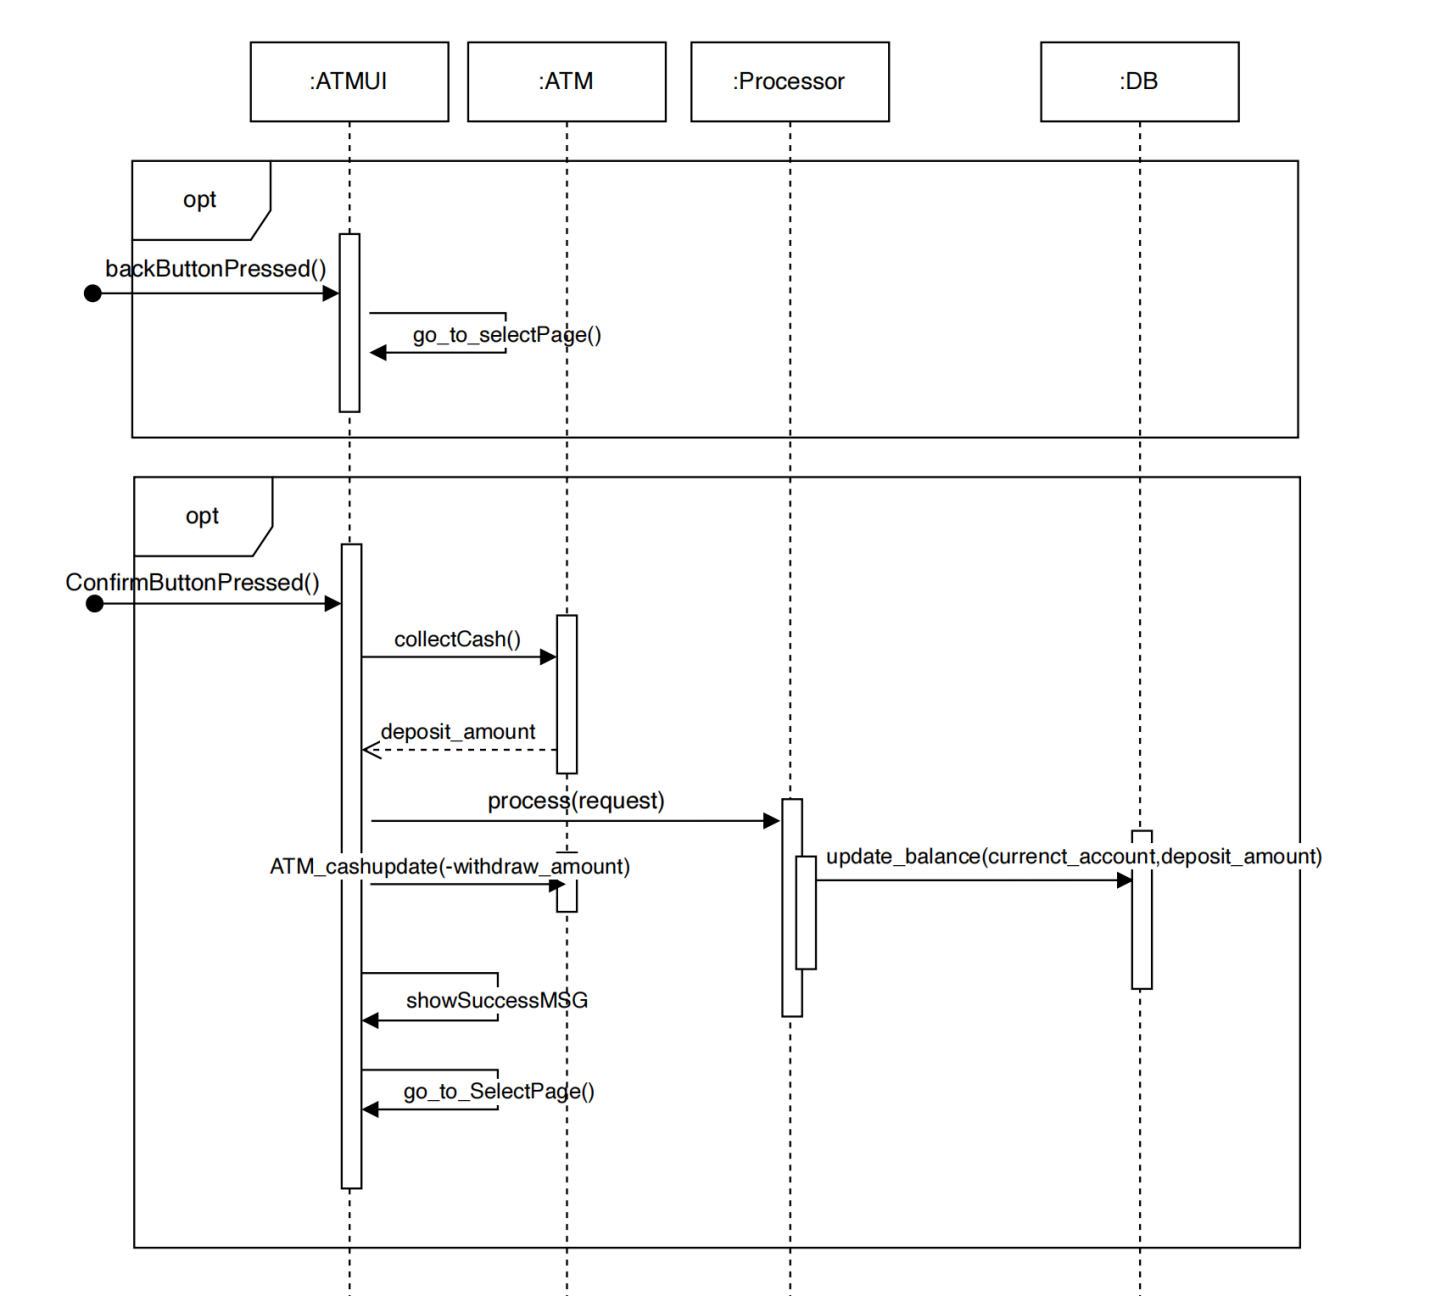 :ATMUI
:ATM
:Processor
:DB
opt
backButtonPressed()
go_to_selectPage()
opt
ConfirmButtonPressed()
collectCash()
deposit_amount
process(request)
update_balance(currenct_account,deposit_amount)
ATM_cashupdate(-withdraw_amount)
showSuccessMSG
go_to_SelectPage()